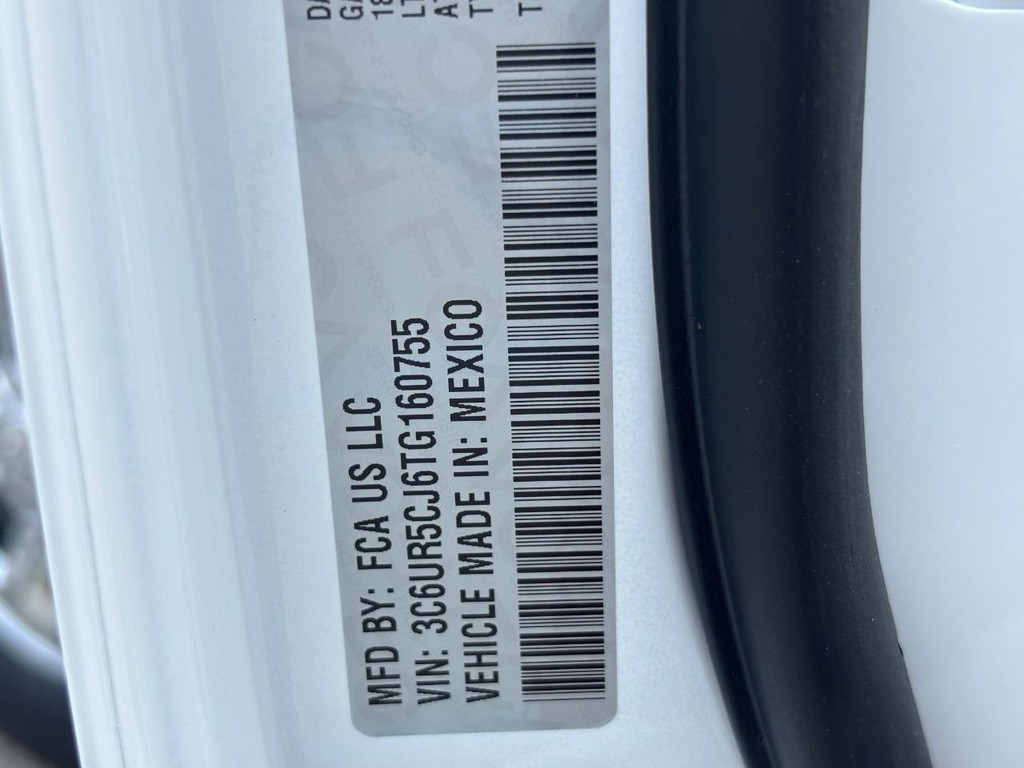 MFD BY: FCA US LLC
VIN: 3C6UR5CJ6TG160755
VEHICLE MADE IN: MEXICO